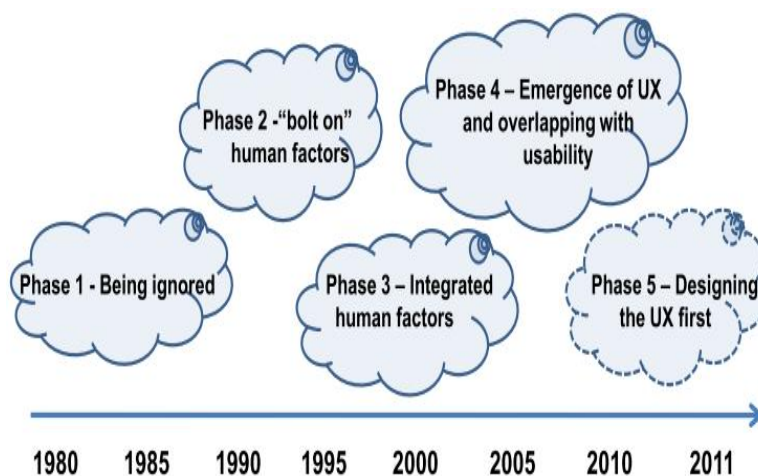 Phase 1 - Being ignored
Phase 2 -“bolt on”
human factors
Phase 3 – Integrated
human factors
Phase 4 – Emergence of UX
and overlapping with
usability
Phase 5 – Designing
the UX first
1980 1985 1990 1995 2000 2005 2010 2011